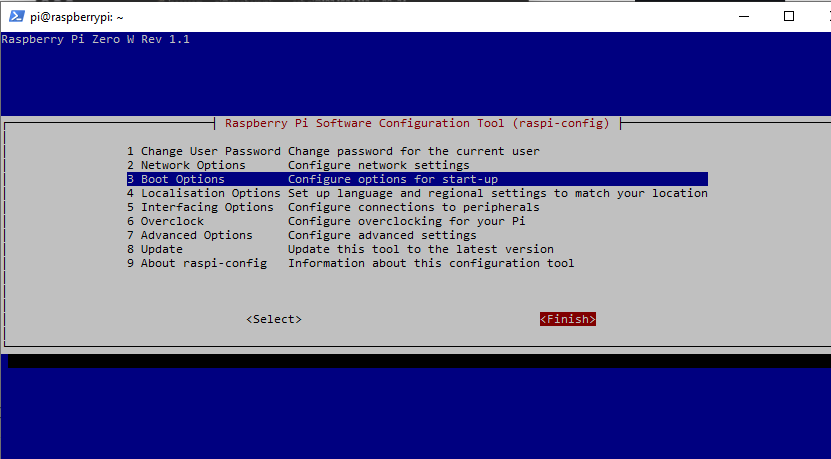 pi@raspberrypi: ~
Raspberry Pi Zero W Rev 1.1
Raspberry Pi Software Configuration Tool (raspi-config)
1 Change User Password Change password for the current user
2 Network Options Configure network settings
3 Boot Options Configure options for start-up
4 Localisation Options Set up language and regional settings to match your location
5 Interfacing Options Configure connections to peripherals
6 Overclock Configure overclocking for your Pi
7 Advanced Options Configure advanced settings
8 Update Update this tool to the latest version
9 About raspi-config Information about this configuration tool
<Select> <Finish>